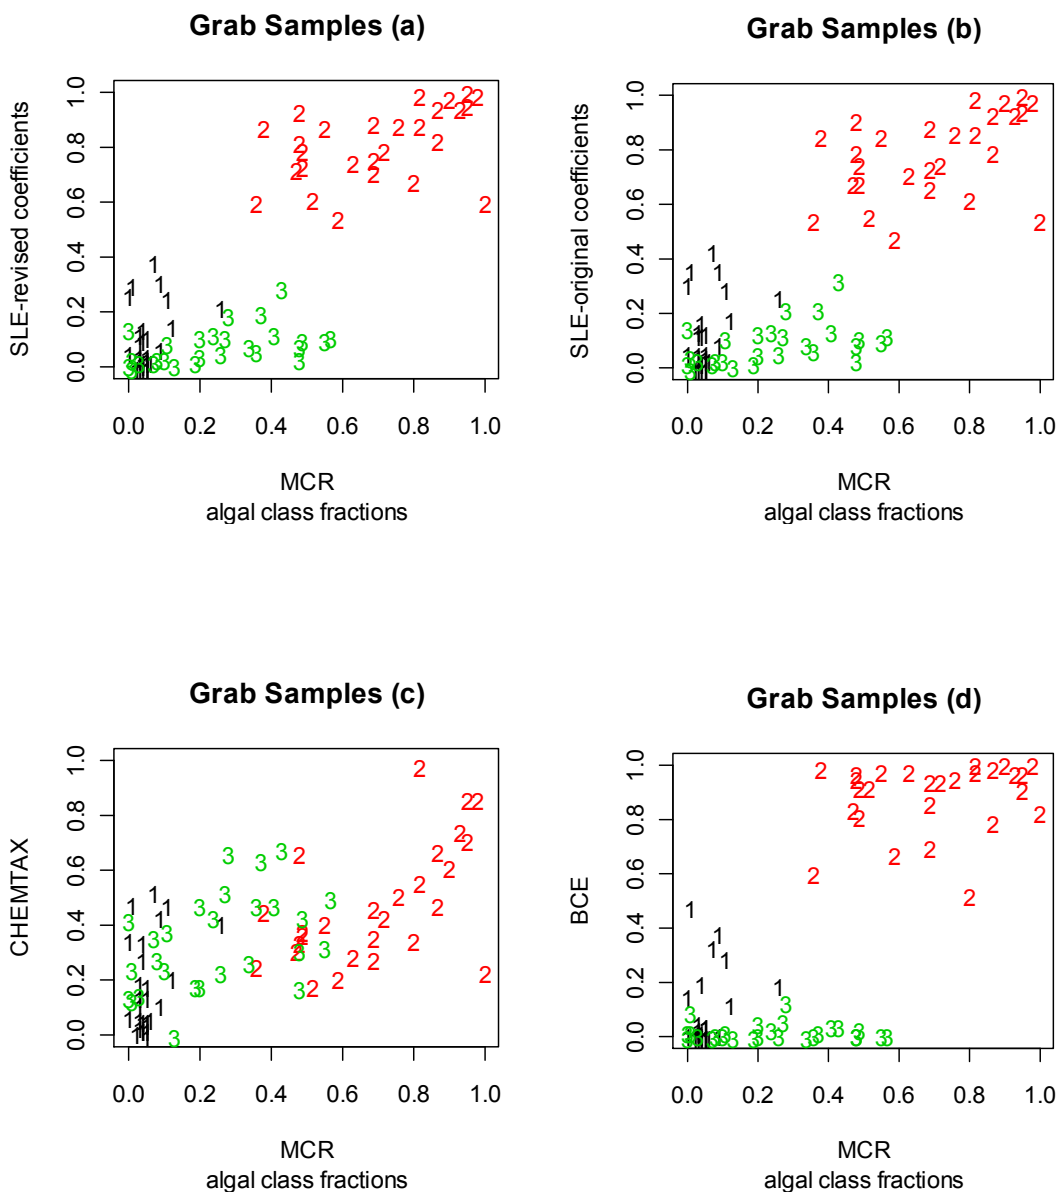 Grab Samples (a)
SLE-revised coefficients
0.0 0.2 0.4 0.6 0.8 1.0
0.0 0.2 0.4 0.6 0.8 1.0
MCR
algal class fractions
Grab Samples (b)
SLE-original coefficients
0.0 0.2 0.4 0.6 0.8 1.0
0.0 0.2 0.4 0.6 0.8 1.0
MCR
algal class fractions
Grab Samples (c)
CHEMTAX
0.0 0.2 0.4 0.6 0.8 1.0
0.0 0.2 0.4 0.6 0.8 1.0
MCR
algal class fractions
Grab Samples (d)
BCE
0.0 0.2 0.4 0.6 0.8 1.0
0.0 0.2 0.4 0.6 0.8 1.0
MCR
algal class fractions